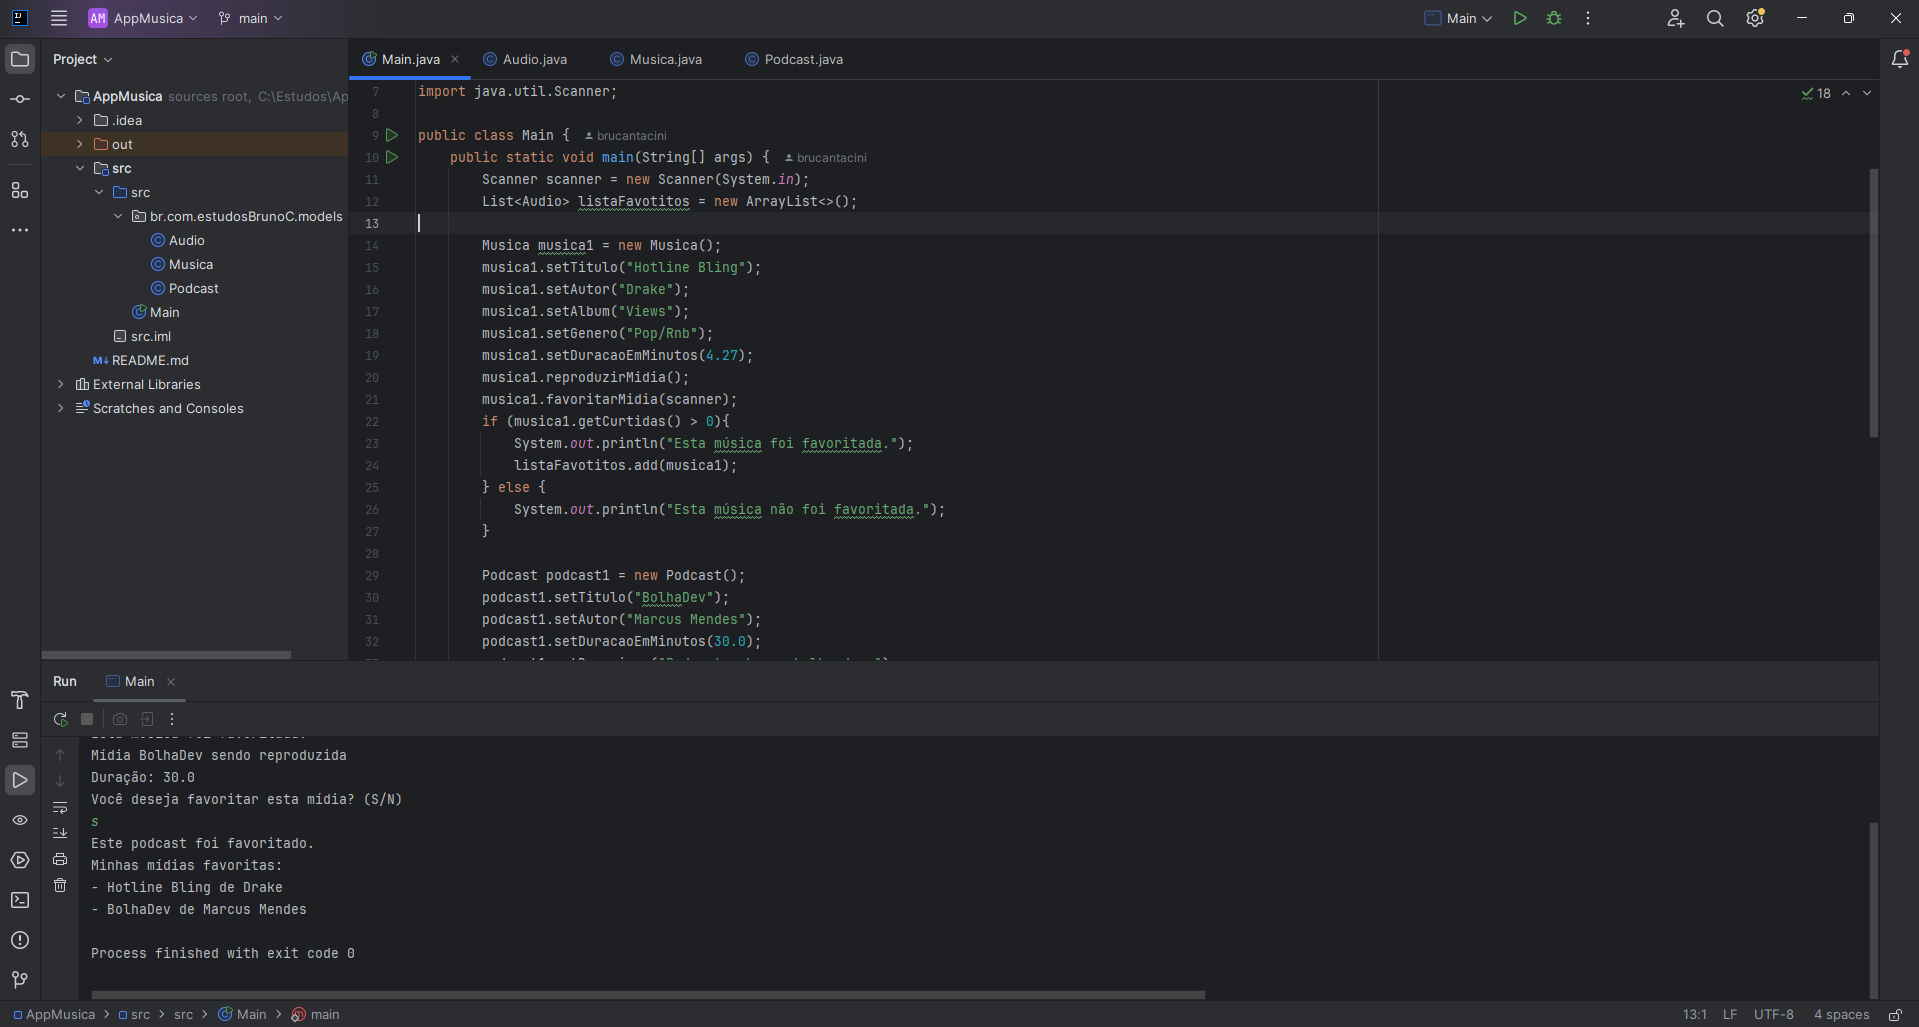 AM AppMusica main Main
Project
Main.java Audio.java Musica.java Podcast.java
AppMusica sources root, C:\Estudos\Ap
.idea
out
src
src
br.com.estudosBrunoC.models
Audio
Musica
Podcast
Main
src.iml
M↓ README.md
External Libraries
Scratches and Consoles
18
7 import java.util.Scanner;
8
9 public class Main { brucantacini
10 public static void main(String[] args) { brucantacini
11 Scanner scanner = new Scanner(System.in);
12 List<Audio> listaFavotitos = new ArrayList<>();
13
14 Musica musica1 = new Musica();
15 musica1.setTitulo("Hotline Bling");
16 musica1.setAutor("Drake");
17 musica1.setAlbum("Views");
18 musica1.setGenero("Pop/Rnb");
19 musica1.setDuracaoEmMinutos(4.27);
20 musica1.reproduzirMidia();
21 musica1.favoritarMidia(scanner);
22 if (musica1.getCurtidas() > 0){
23 System.out.println("Esta música foi favoritada.");
24 listaFavotitos.add(musica1);
25 } else {
26 System.out.println("Esta música não foi favoritada.");
27 }
28
29 Podcast podcast1 = new Podcast();
30 podcast1.setTitulo("BolhaDev");
31 podcast1.setAutor("Marcus Mendes");
32 podcast1.setDuracaoEmMinutos(30.0);
Run Main
Mídia BolhaDev sendo reproduzida
Duração: 30.0
Você deseja favoritar esta mídia? (S/N)
s
Este podcast foi favoritado.
Minhas mídias favoritas:
- Hotline Bling de Drake
- BolhaDev de Marcus Mendes
Process finished with exit code 0
AppMusica > src > src > Main > main
13:1 LF UTF-8 4 spaces